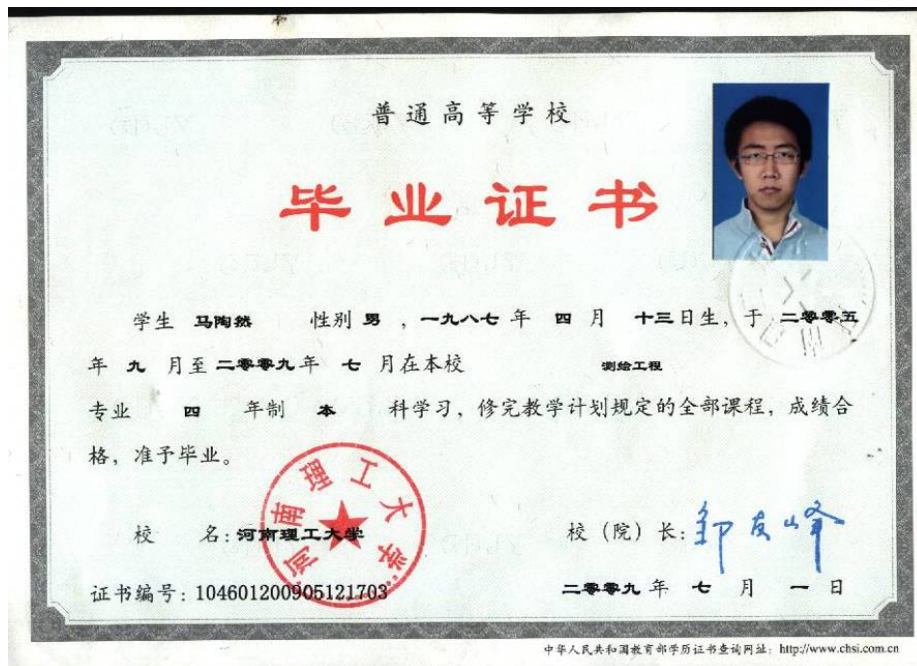 普通高等学校
毕业证书
学生 马陶然 性别 男 ，一九八七 年 四 月 十三日生，于 二零零五
年 九 月至二零零九年 七 月在本校 测绘工程
专业 四 年制 本 科学习，修完教学计划规定的全部课程，成绩合
格，准予毕业。
河南理工大学
校 名：河南理工大学
校（院）长：邹友峰
证书编号：104601200905121703
二零零九 年 七 月 一 日
中华人民共和国教育部学历证书查询网址：http://www.chsi.com.cn